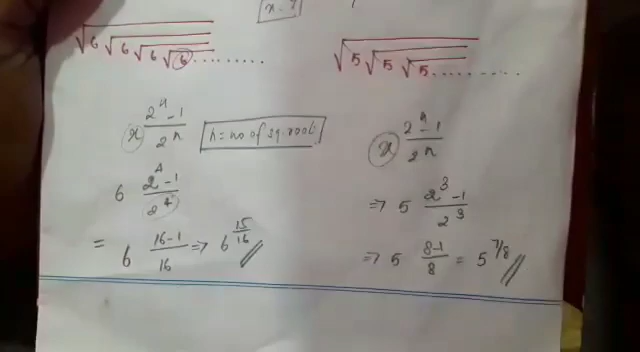 √6√6√6√6..........
√5√5√5..........
x^(2^n-1)/2^n
n = no of sq. root.
6^(2^4-1)/2^4
= 6^(16-1)/16 => 6^15/16
x^(2^n-1)/2^n
=> 5^(2^3-1)/2^3
=> 5^(8-1)/8 = 5^7/8